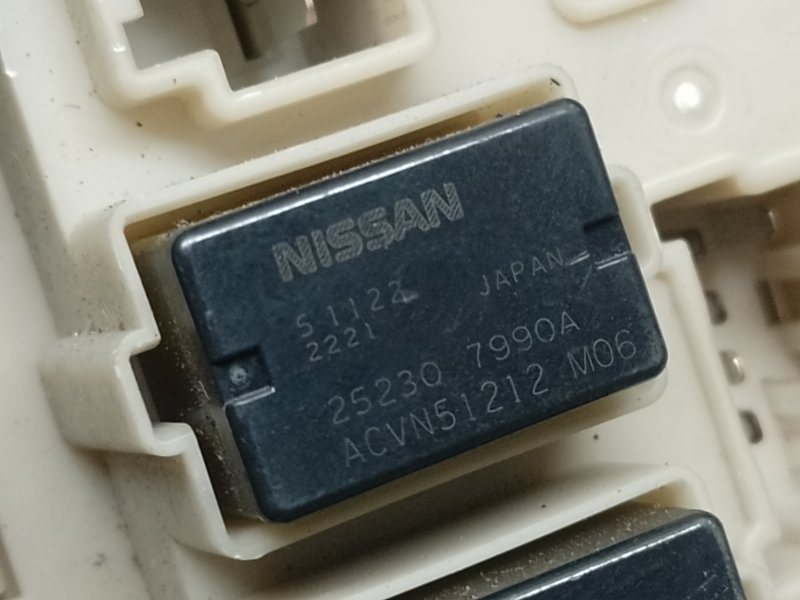 NISSAN
51122 JAPAN
2221
25230 7990A
ACVN51212 M06